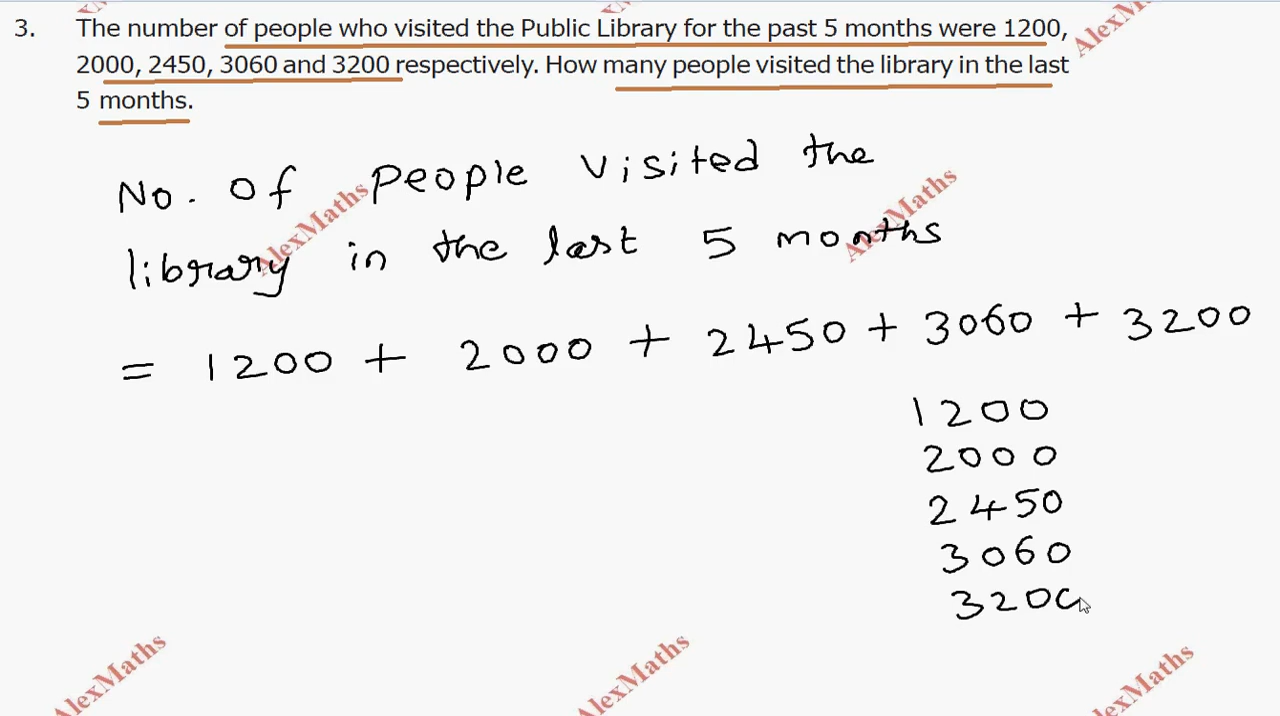 3. The number of people who visited the Public Library for the past 5 months were 1200,
2000, 2450, 3060 and 3200 respectively. How many people visited the library in the last
5 months.
No. of People visited the
library in the last 5 months
= 1200 + 2000 + 2450 + 3060 + 3200
1200
2000
2450
3060
3200
AlexMaths
AlexMaths
AlexMaths
AlexMaths
AlexMaths
AlexMaths